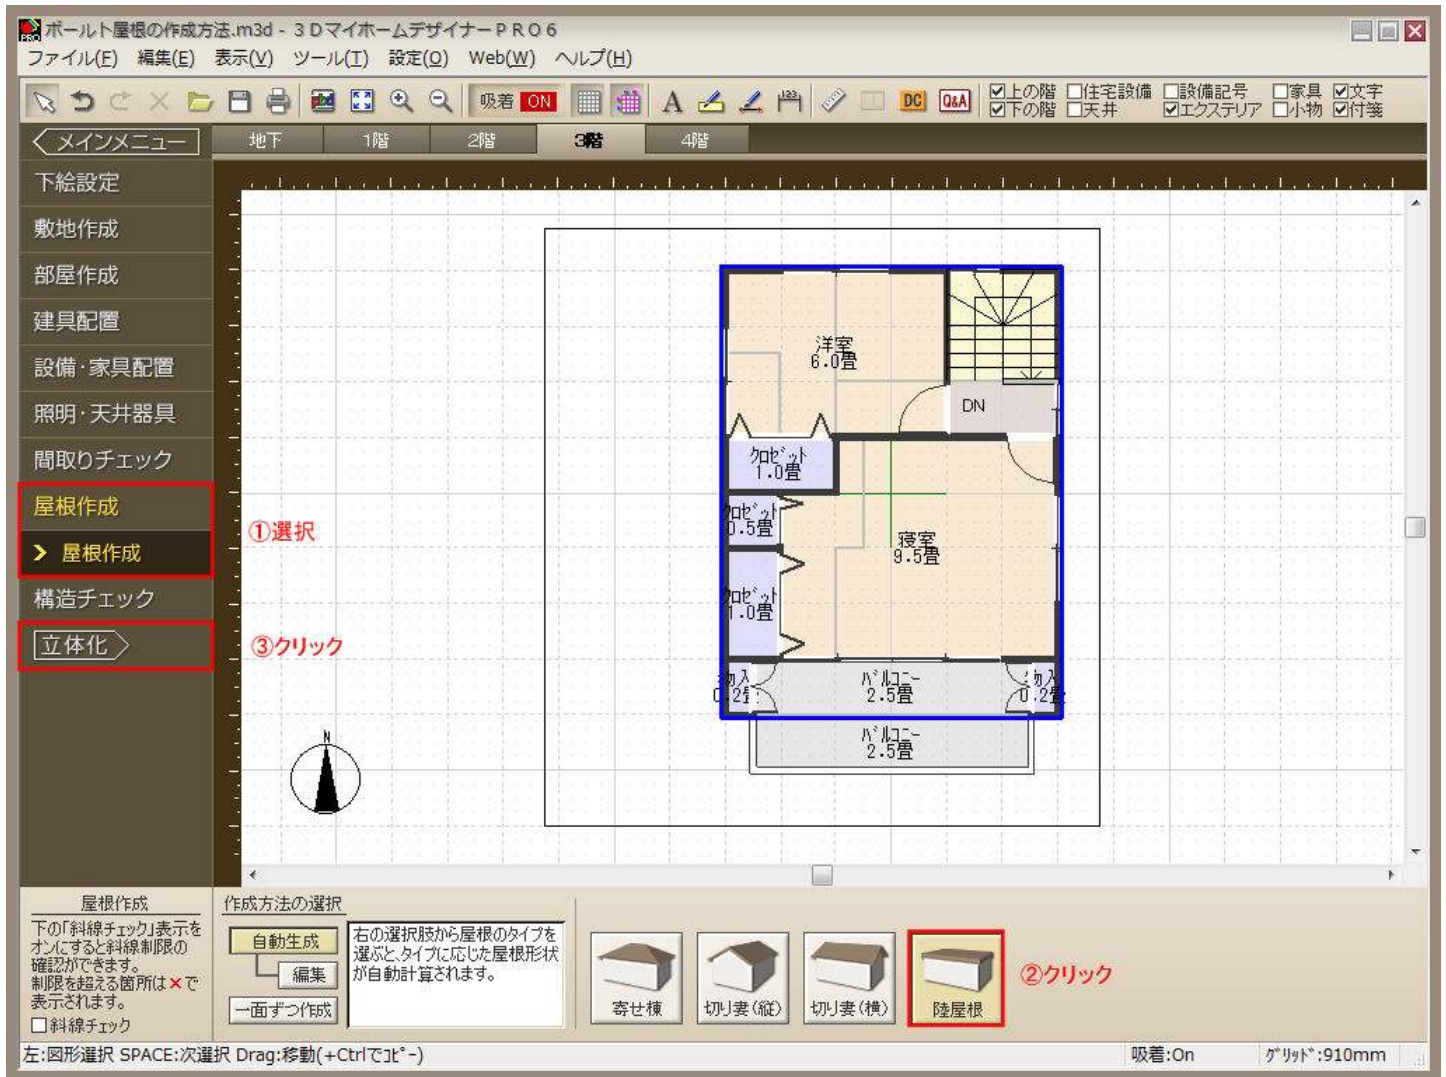 ボールト屋根の作成方法.m3d - 3DマイホームデザイナーPRO6
ファイル(F) 編集(E) 表示(V) ツール(T) 設定(O) Web(W) ヘルプ(H)
吸着 ON A 123 DC Q&A
☑上の階 □住宅設備 □設備記号 □家具 ☑文字
☑下の階 □天井 ☑エクステリア □小物 ☑付箋
メインメニュー 地下 1階 2階 3階 4階
下絵設定
敷地作成
部屋作成
建具配置
設備・家具配置
照明・天井器具
間取りチェック
屋根作成
屋根作成
構造チェック
立体化
①選択
③クリック
洋室
6.0畳
DN
クロゼット
1.0畳
クロゼット
0.5畳
寝室
9.5畳
クロゼット
1.0畳
バルコニー
2.5畳
バルコニー
2.5畳
N
屋根作成
下の「斜線チェック」表示を
オンにすると斜線制限の
確認ができます。
制限を超える箇所は×で
表示されます。
□斜線チェック
作成方法の選択
自動生成
編集
一面ずつ作成
右の選択肢から屋根のタイプを
選ぶと、タイプに応じた屋根形状
が自動計算されます。
寄せ棟 切り妻(縦) 切り妻(横) 陸屋根
②クリック
左:図形選択 SPACE:次選択 Drag:移動(+Ctrlでコピー) 吸着:On グリッド:910mm